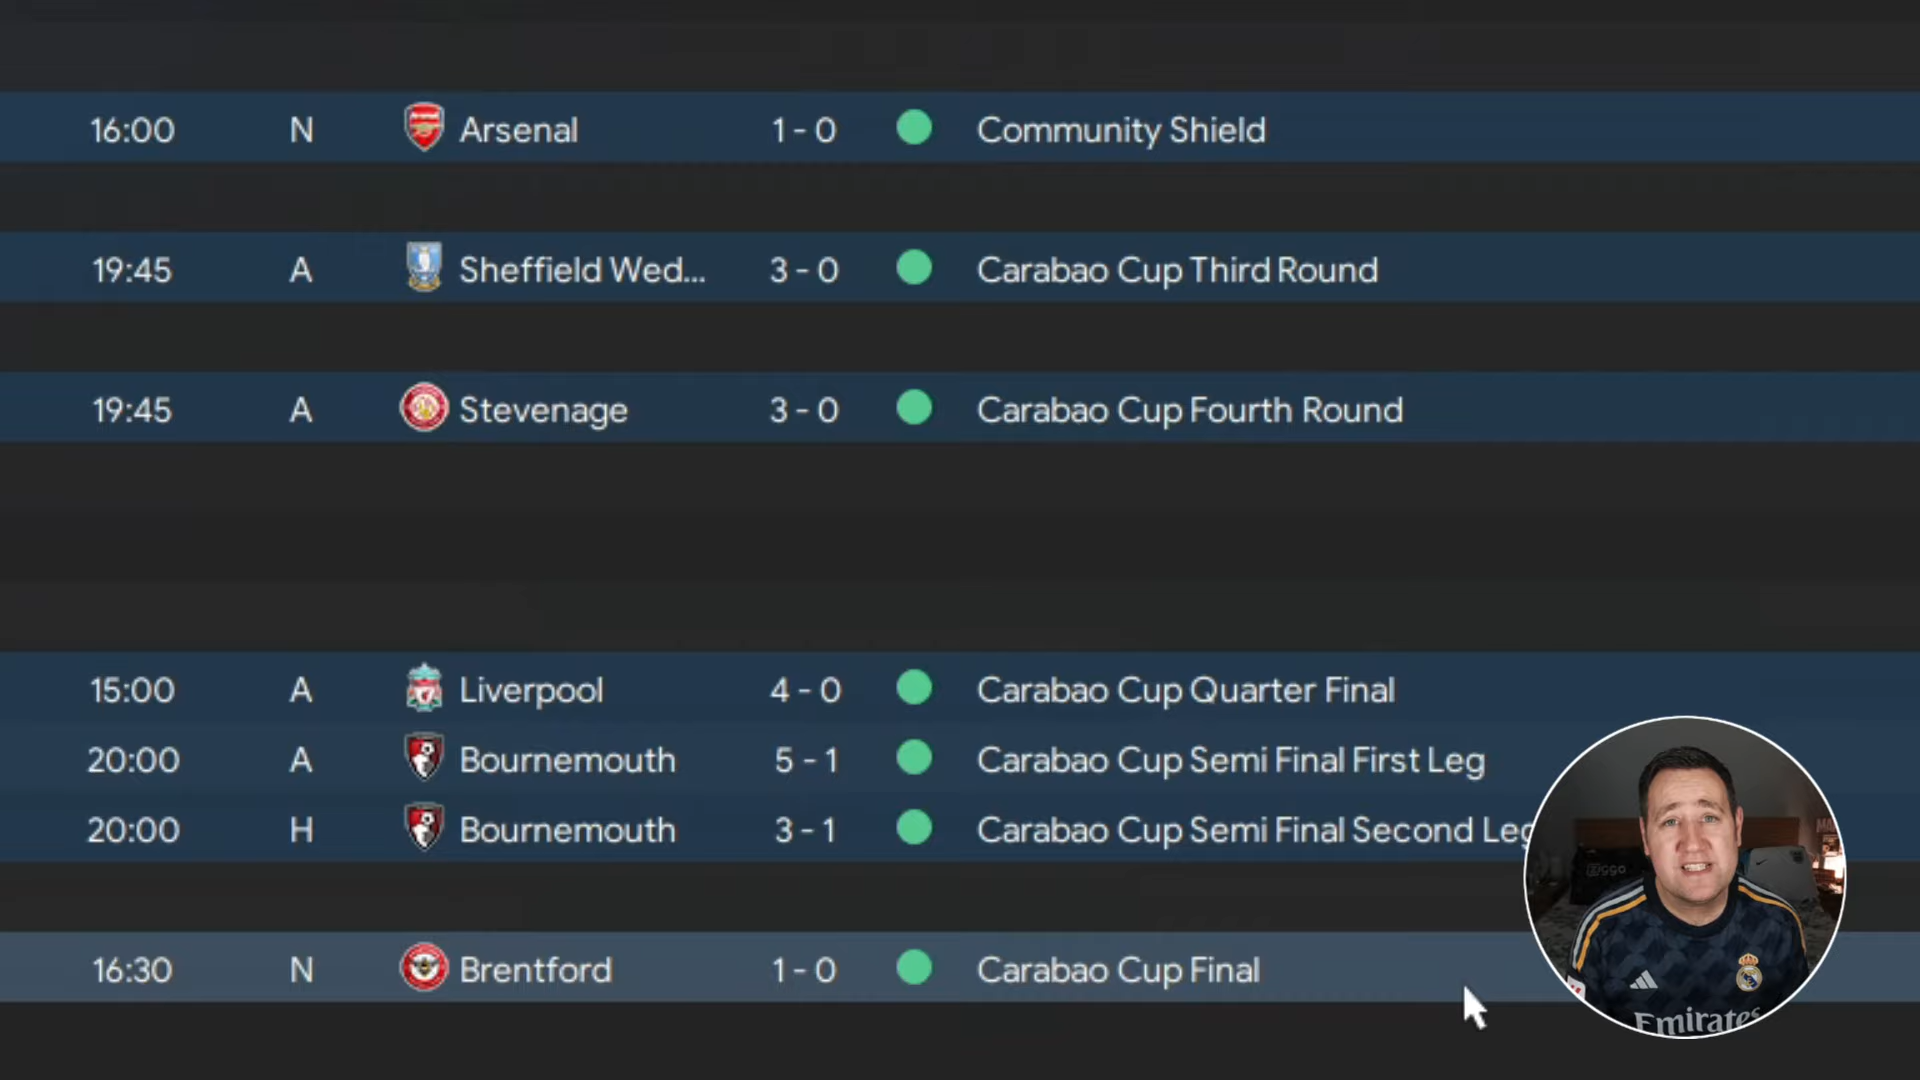 16:00 N Arsenal 1 - 0 Community Shield
19:45 A Sheffield Wed... 3 - 0 Carabao Cup Third Round
19:45 A Stevenage 3 - 0 Carabao Cup Fourth Round
15:00 A Liverpool 4 - 0 Carabao Cup Quarter Final
20:00 A Bournemouth 5 - 1 Carabao Cup Semi Final First Leg
20:00 H Bournemouth 3 - 1 Carabao Cup Semi Final Second Leg
16:30 N Brentford 1 - 0 Carabao Cup Final
Emirates